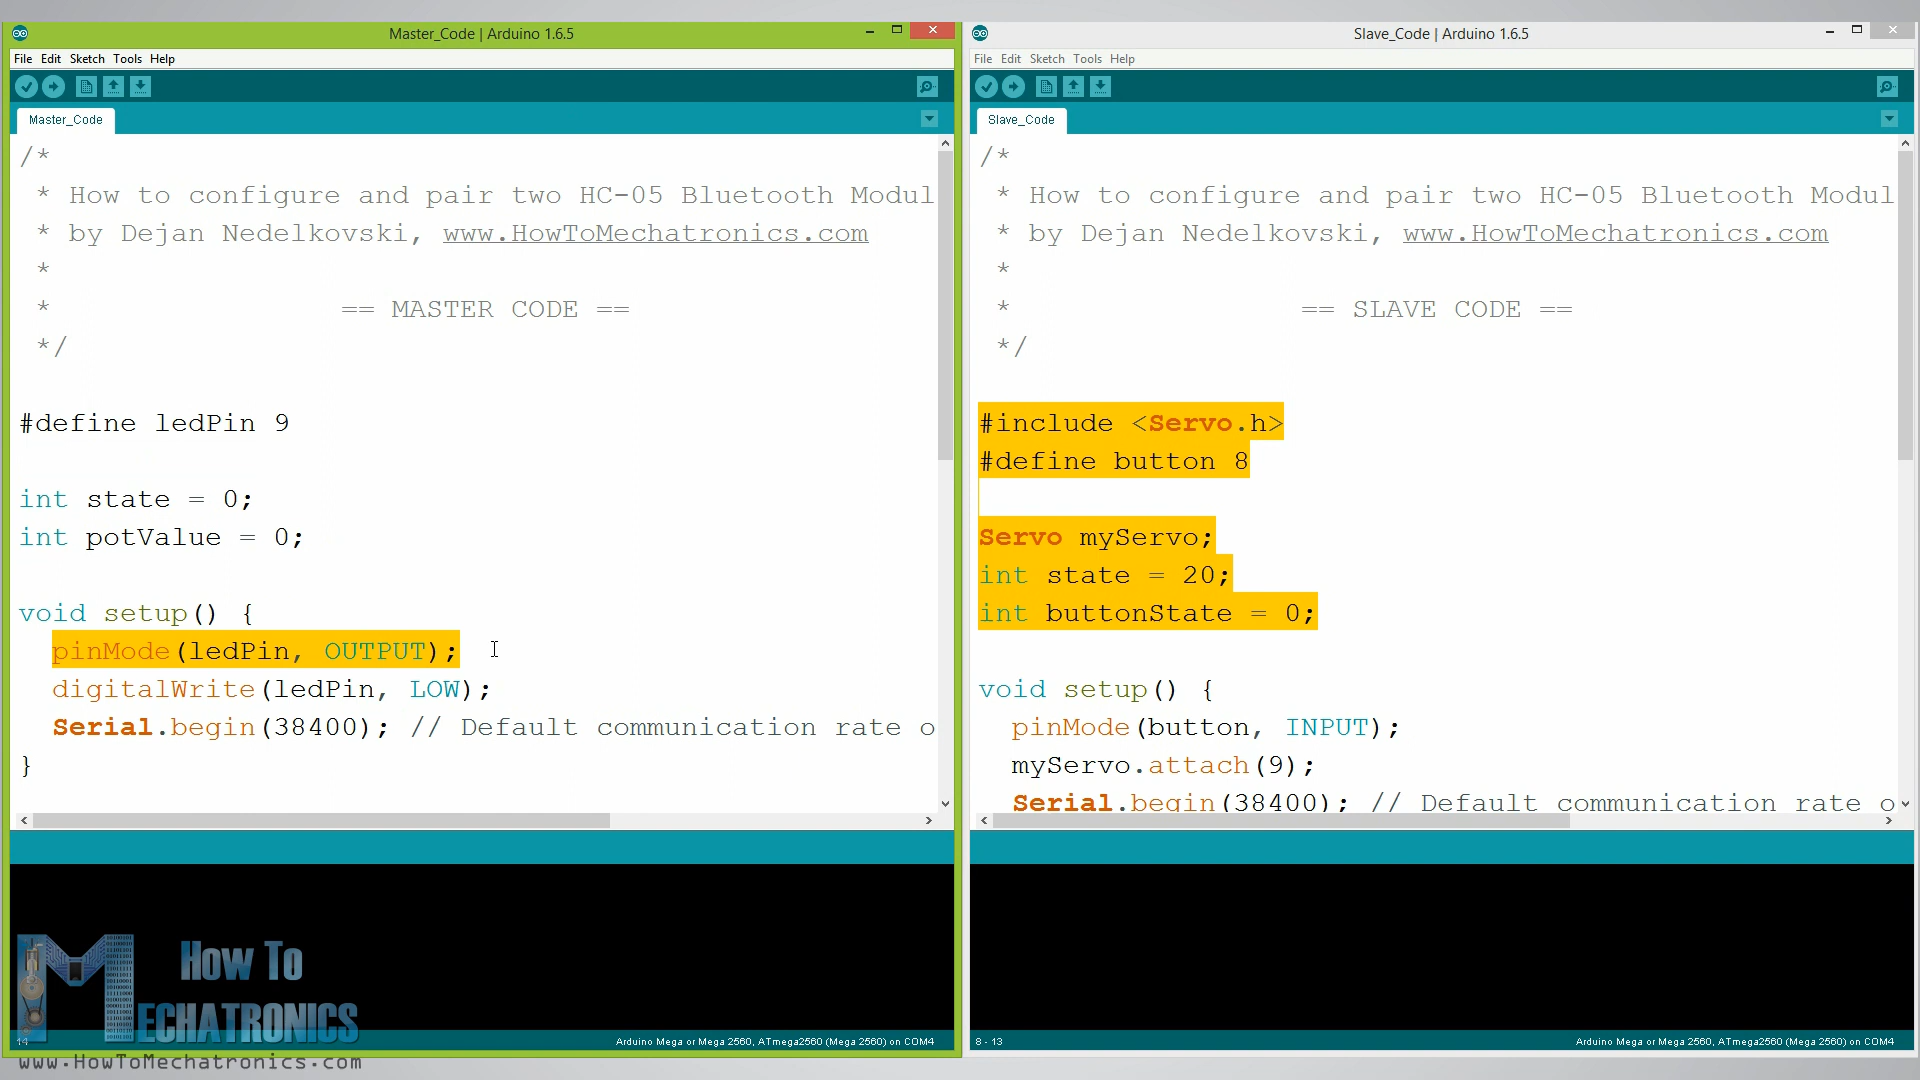 Master_Code | Arduino 1.6.5
File Edit Sketch Tools Help
Master_Code
/*
* How to configure and pair two HC-05 Bluetooth Modul
* by Dejan Nedelkovski, www.HowToMechatronics.com
*
* == MASTER CODE ==
*/
#define ledPin 9
int state = 0;
int potValue = 0;
void setup() {
pinMode(ledPin, OUTPUT);
digitalWrite(ledPin, LOW);
Serial.begin(38400); // Default communication rate o
}
How To
MECHATRONICS
14
Arduino Mega or Mega 2560, ATmega2560 (Mega 2560) on COM4
www.HowToMechatronics.com
Slave_Code | Arduino 1.6.5
File Edit Sketch Tools Help
Slave_Code
/*
* How to configure and pair two HC-05 Bluetooth Modul
* by Dejan Nedelkovski, www.HowToMechatronics.com
*
* == SLAVE CODE ==
*/
#include <Servo.h>
#define button 8
Servo myServo;
int state = 20;
int buttonState = 0;
void setup() {
pinMode(button, INPUT);
myServo.attach(9);
Serial.begin(38400); // Default communication rate o
8 - 13
Arduino Mega or Mega 2560, ATmega2560 (Mega 2560) on COM4